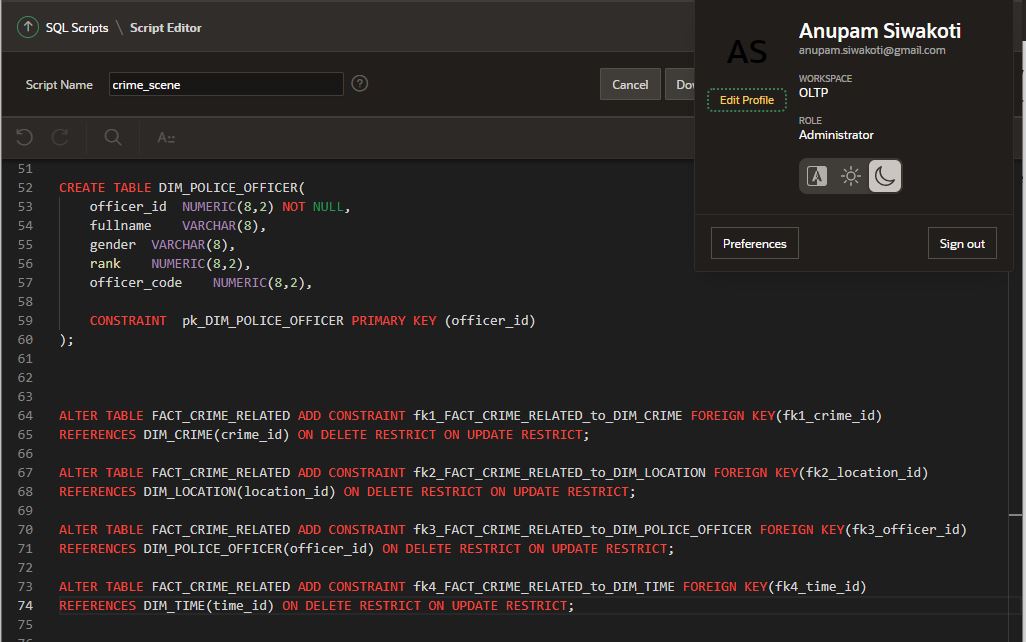 SQL Scripts \ Script Editor
Anupam Siwakoti
anupam.siwakoti@gmail.com
AS
Edit Profile
WORKSPACE
OLTP
ROLE
Administrator
Preferences
Sign out
Script Name
crime_scene
?
Cancel
Dow
A::
51
52 CREATE TABLE DIM_POLICE_OFFICER(
53 officer_id NUMERIC(8,2) NOT NULL,
54 fullname VARCHAR(8),
55 gender VARCHAR(8),
56 rank NUMERIC(8,2),
57 officer_code NUMERIC(8,2),
58
59 CONSTRAINT pk_DIM_POLICE_OFFICER PRIMARY KEY (officer_id)
60 );
61
62
63
64 ALTER TABLE FACT_CRIME_RELATED ADD CONSTRAINT fk1_FACT_CRIME_RELATED_to_DIM_CRIME FOREIGN KEY(fk1_crime_id)
65 REFERENCES DIM_CRIME(crime_id) ON DELETE RESTRICT ON UPDATE RESTRICT;
66
67 ALTER TABLE FACT_CRIME_RELATED ADD CONSTRAINT fk2_FACT_CRIME_RELATED_to_DIM_LOCATION FOREIGN KEY(fk2_location_id)
68 REFERENCES DIM_LOCATION(location_id) ON DELETE RESTRICT ON UPDATE RESTRICT;
69
70 ALTER TABLE FACT_CRIME_RELATED ADD CONSTRAINT fk3_FACT_CRIME_RELATED_to_DIM_POLICE_OFFICER FOREIGN KEY(fk3_officer_id)
71 REFERENCES DIM_POLICE_OFFICER(officer_id) ON DELETE RESTRICT ON UPDATE RESTRICT;
72
73 ALTER TABLE FACT_CRIME_RELATED ADD CONSTRAINT fk4_FACT_CRIME_RELATED_to_DIM_TIME FOREIGN KEY(fk4_time_id)
74 REFERENCES DIM_TIME(time_id) ON DELETE RESTRICT ON UPDATE RESTRICT;
75